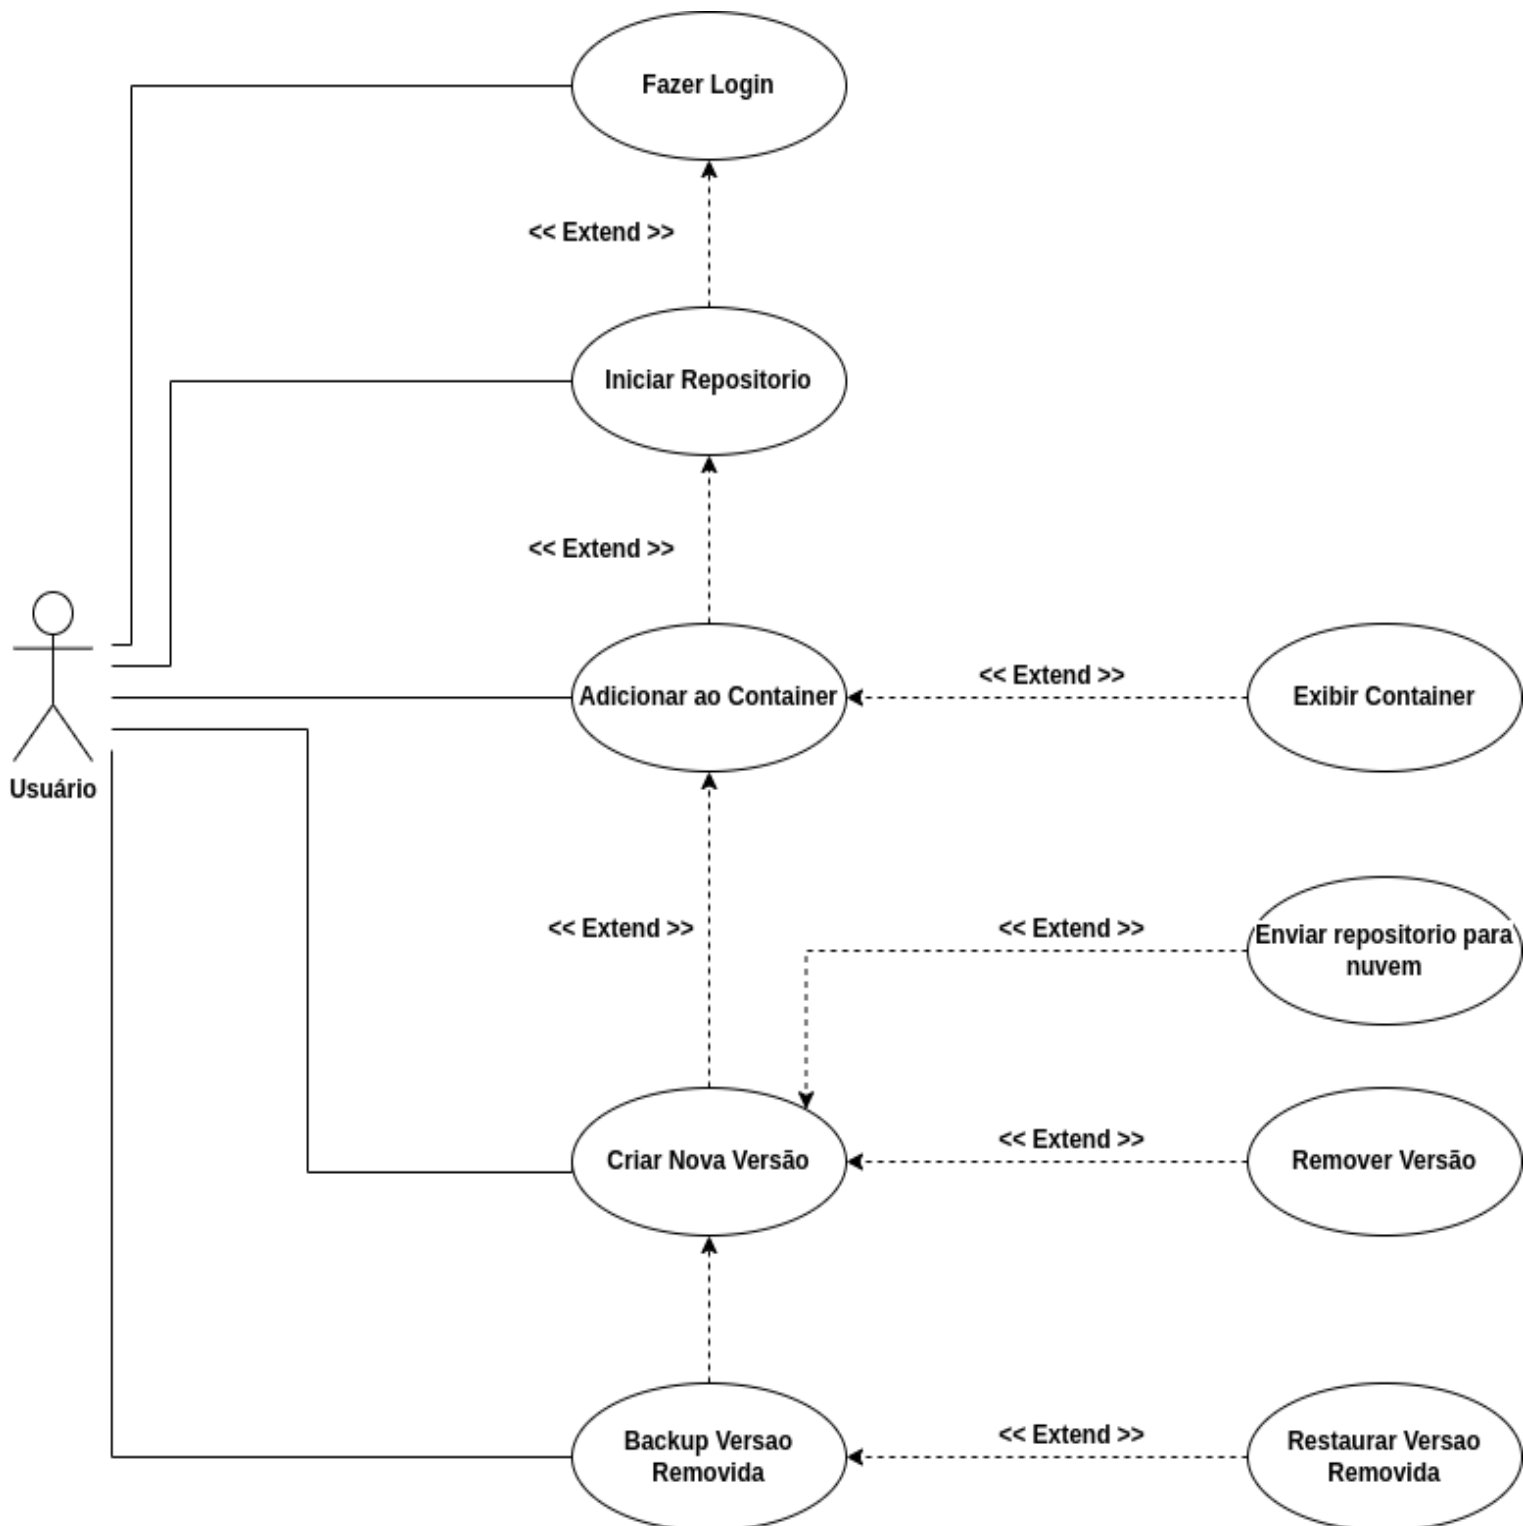 Fazer Login
<< Extend >>
Iniciar Repositorio
<< Extend >>
Usuário
Adicionar ao Container
<< Extend >>
Exibir Container
<< Extend >>
<< Extend >>
Enviar repositorio para
nuvem
Criar Nova Versão
<< Extend >>
Remover Versão
Backup Versao
Removida
<< Extend >>
Restaurar Versao
Removida